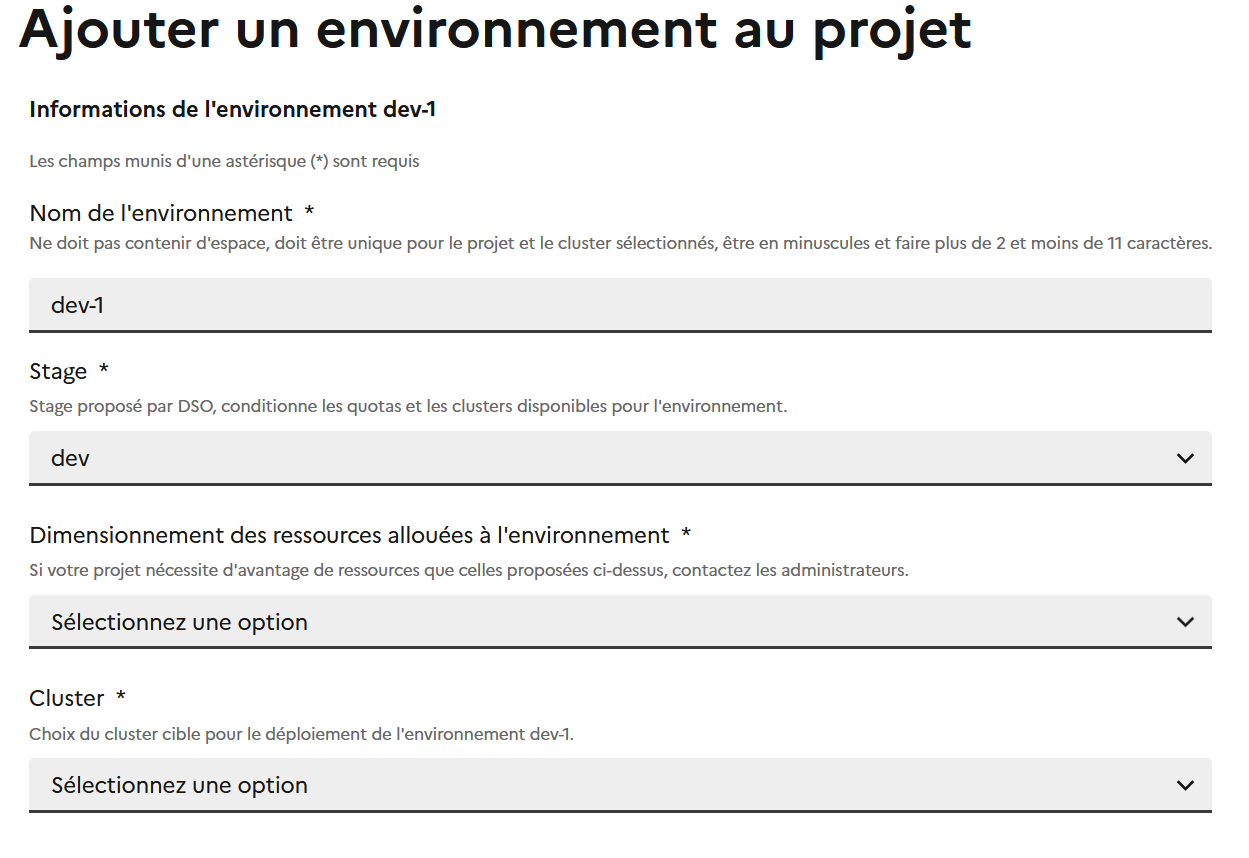 Ajouter un environnement au projet
Informations de l'environnement dev-1
Les champs munis d'une astérisque (*) sont requis
Nom de l'environnement *
Ne doit pas contenir d'espace, doit être unique pour le projet et le cluster sélectionnés, être en minuscules et faire plus de 2 et moins de 11 caractères.
dev-1
Stage *
Stage proposé par DSO, conditionne les quotas et les clusters disponibles pour l'environnement.
dev
Dimensionnement des ressources allouées à l'environnement *
Si votre projet nécessite d'avantage de ressources que celles proposées ci-dessus, contactez les administrateurs.
Sélectionnez une option
Cluster *
Choix du cluster cible pour le déploiement de l'environnement dev-1.
Sélectionnez une option